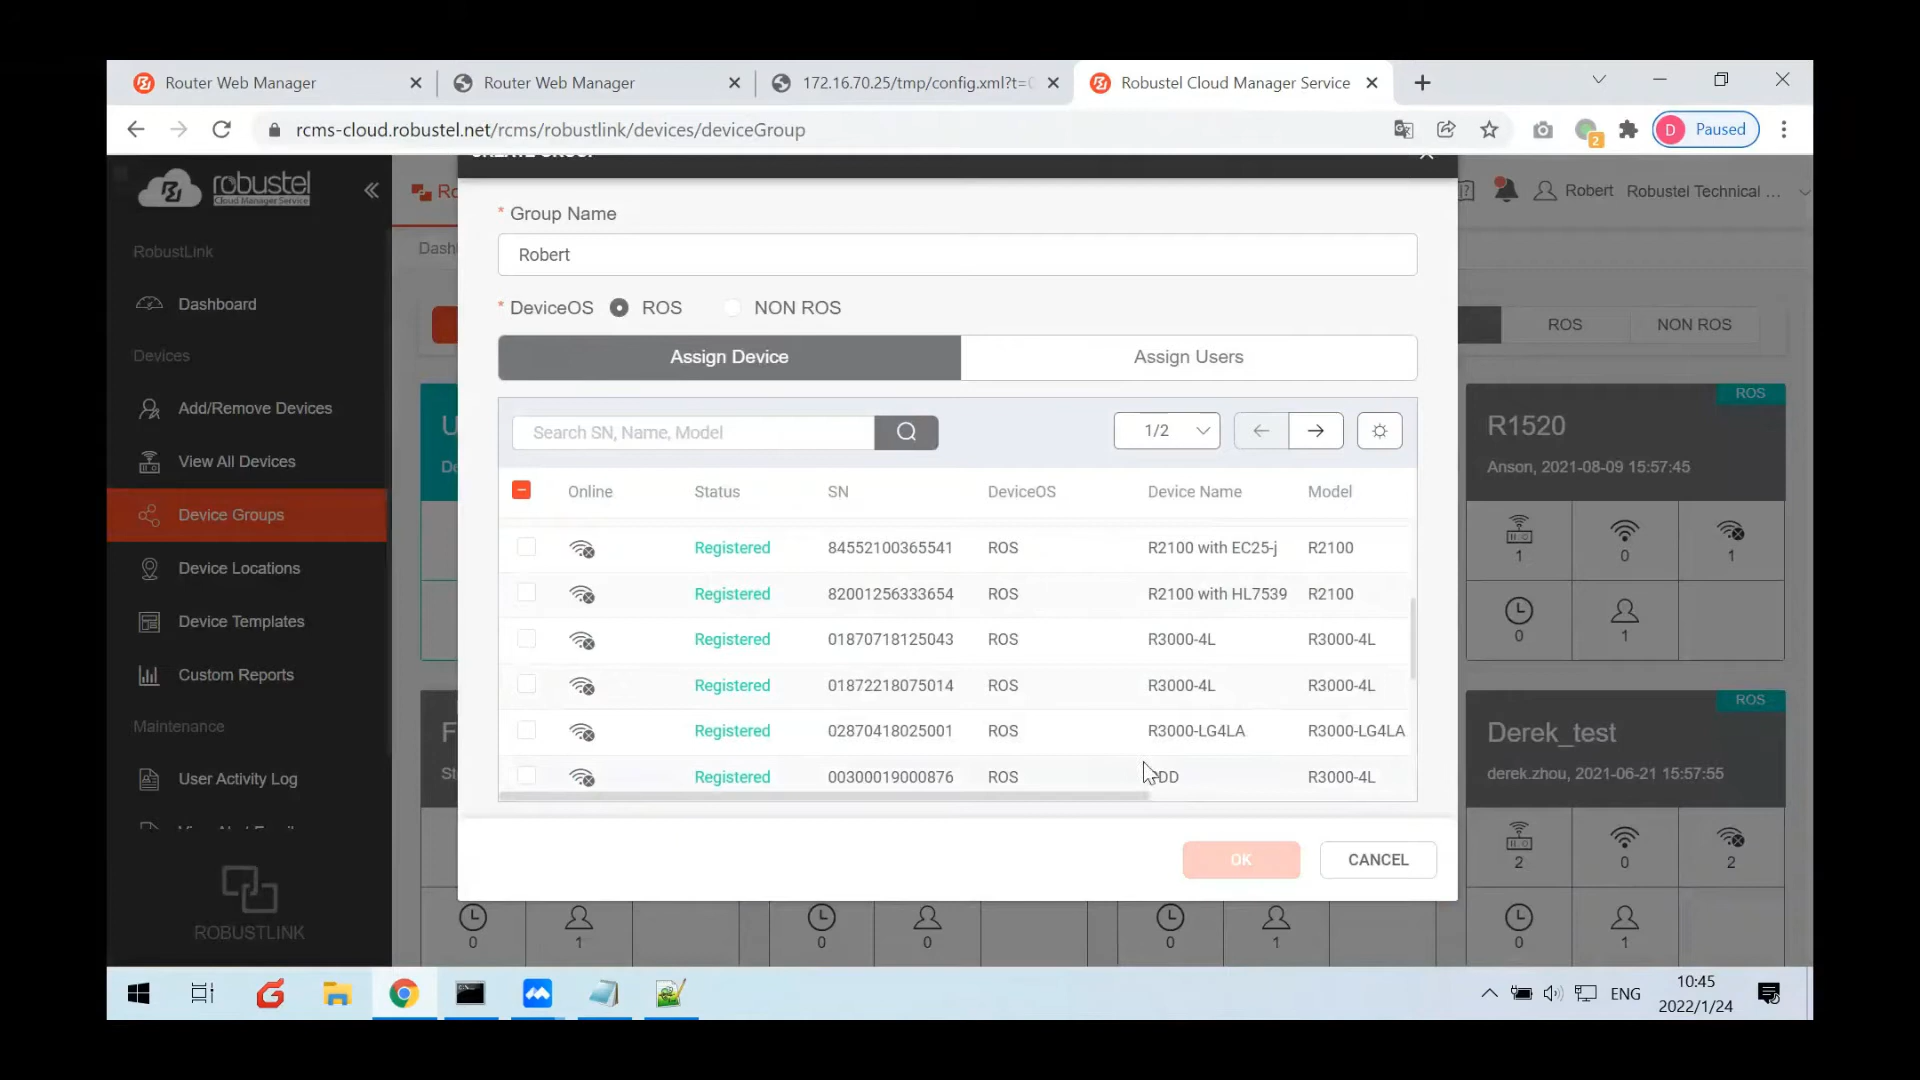 Router Web Manager
Router Web Manager
172.16.70.25/tmp/config.xml?t=
Robustel Cloud Manager Service
rcms-cloud.robustel.net/rcms/robustlink/devices/deviceGroup
2
D Paused
robustel
Cloud Manager Service
Robert
Robustel Technical ...
RobustLink
Dashboard
Devices
Add/Remove Devices
View All Devices
Device Groups
Device Locations
Device Templates
Custom Reports
Maintenance
User Activity Log
ROBUSTLINK
CREATE GROUP
* Group Name
Robert
* DeviceOS ROS NON ROS
Assign Device
Assign Users
Search SN, Name, Model
1/2
Online Status SN DeviceOS Device Name Model
Registered 84552100365541 ROS R2100 with EC25-j R2100
Registered 82001256333654 ROS R2100 with HL7539 R2100
Registered 01870718125043 ROS R3000-4L R3000-4L
Registered 01872218075014 ROS R3000-4L R3000-4L
Registered 02870418025001 ROS R3000-LG4LA R3000-LG4LA
Registered 00300019000876 ROS DD R3000-4L
OK
CANCEL
ROS
NON ROS
ROS
R1520
Anson, 2021-08-09 15:57:45
1 0 1
0 1
ROS
Derek_test
derek.zhou, 2021-06-21 15:57:55
2 0 2
0 1 0 0 0 1 0 1
ENG
10:45
2022/1/24